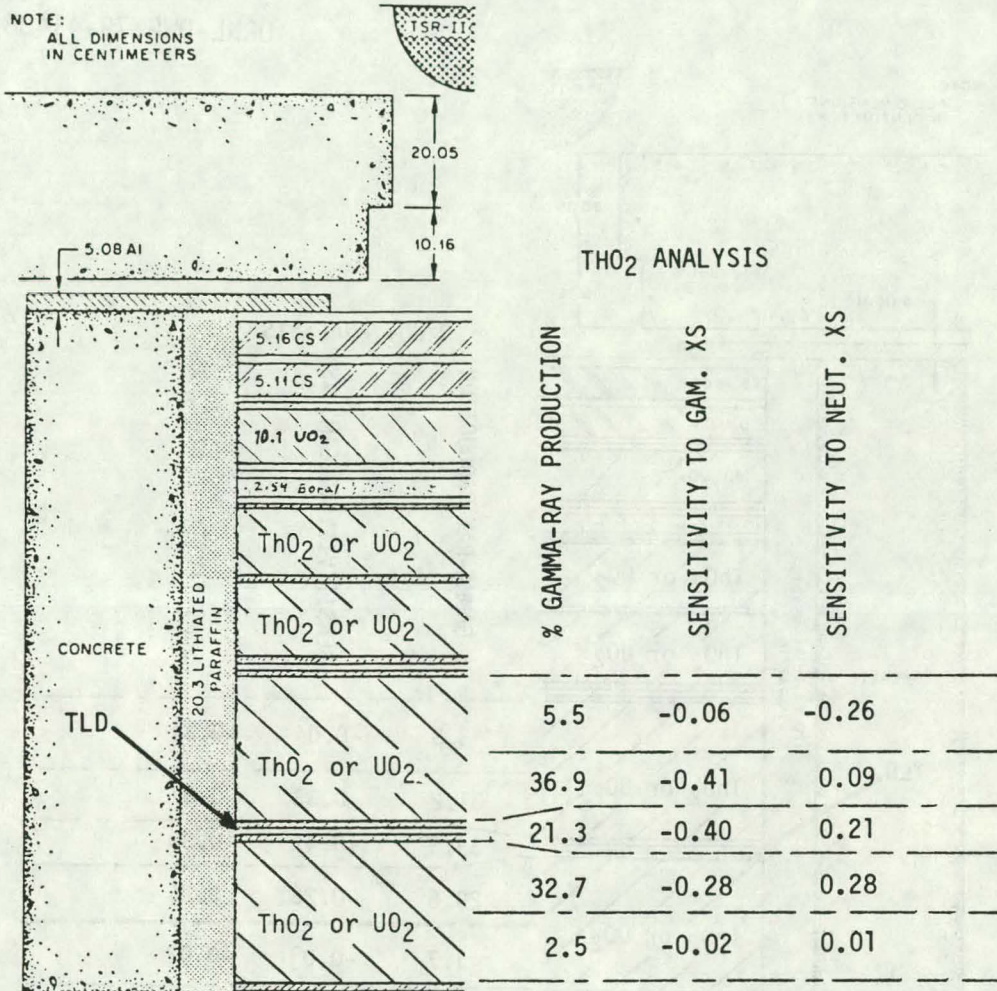 NOTE:
ALL DIMENSIONS
IN CENTIMETERS
TSR-II
20.05
10.16
5.08 Al
5.16 CS
5.11 CS
10.1 UO₂
2.54 Boral
ThO₂ or UO₂
ThO₂ or UO₂
ThO₂ or UO₂
ThO₂ or UO₂
CONCRETE
20.3 LITHIATED
PARAFFIN
TLD
THO₂ ANALYSIS
% GAMMA-RAY PRODUCTION
SENSITIVITY TO GAM. XS
SENSITIVITY TO NEUT. XS
5.5 -0.06 -0.26
36.9 -0.41 0.09
21.3 -0.40 0.21
32.7 -0.28 0.28
2.5 -0.02 0.01